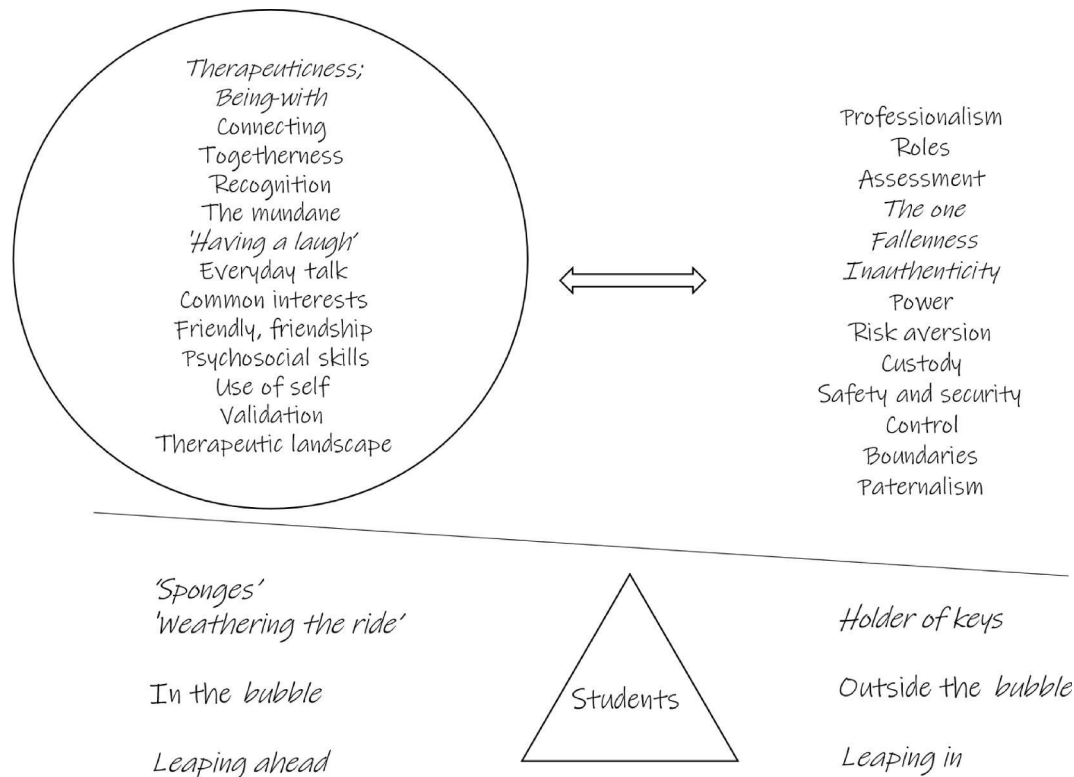 Therapeuticness;
Being-with
Connecting
Togetherness
Recognition
The mundane
'Having a laugh'
Everyday talk
Common interests
Friendly, friendship
Psychosocial skills
Use of self
Validation
Therapeutic landscape
Professionalism
Roles
Assessment
The one
Fallenness
Inauthenticity
Power
Risk aversion
Custody
Safety and security
Control
Boundaries
Paternalism
'Sponges'
'Weathering the ride'
In the bubble
Leaping ahead
Students
Holder of keys
Outside the bubble
Leaping in